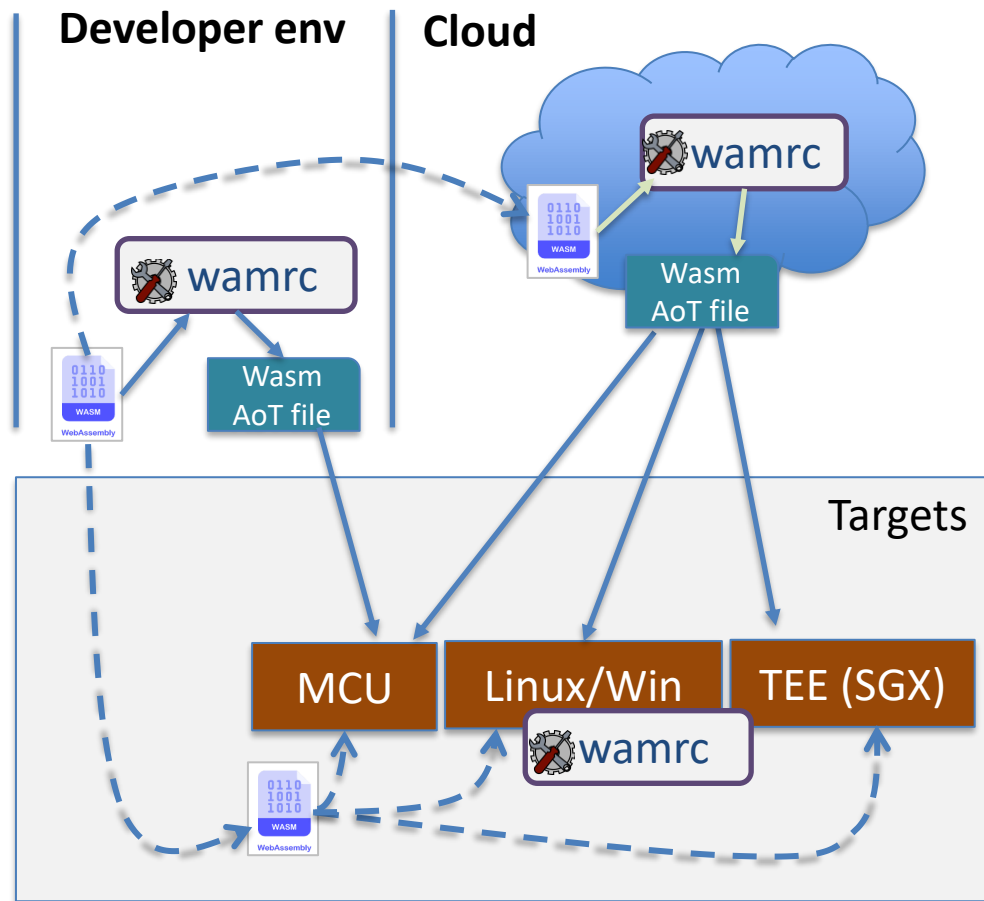 Developer env
Cloud
wamrc
0110
1001
1010
WASM
WebAssembly
Wasm
AoT file
wamrc
0110
1001
1010
WASM
WebAssembly
Wasm
AoT file
Targets
MCU
Linux/Win
TEE (SGX)
wamrc
0110
1001
1010
WASM
WebAssembly